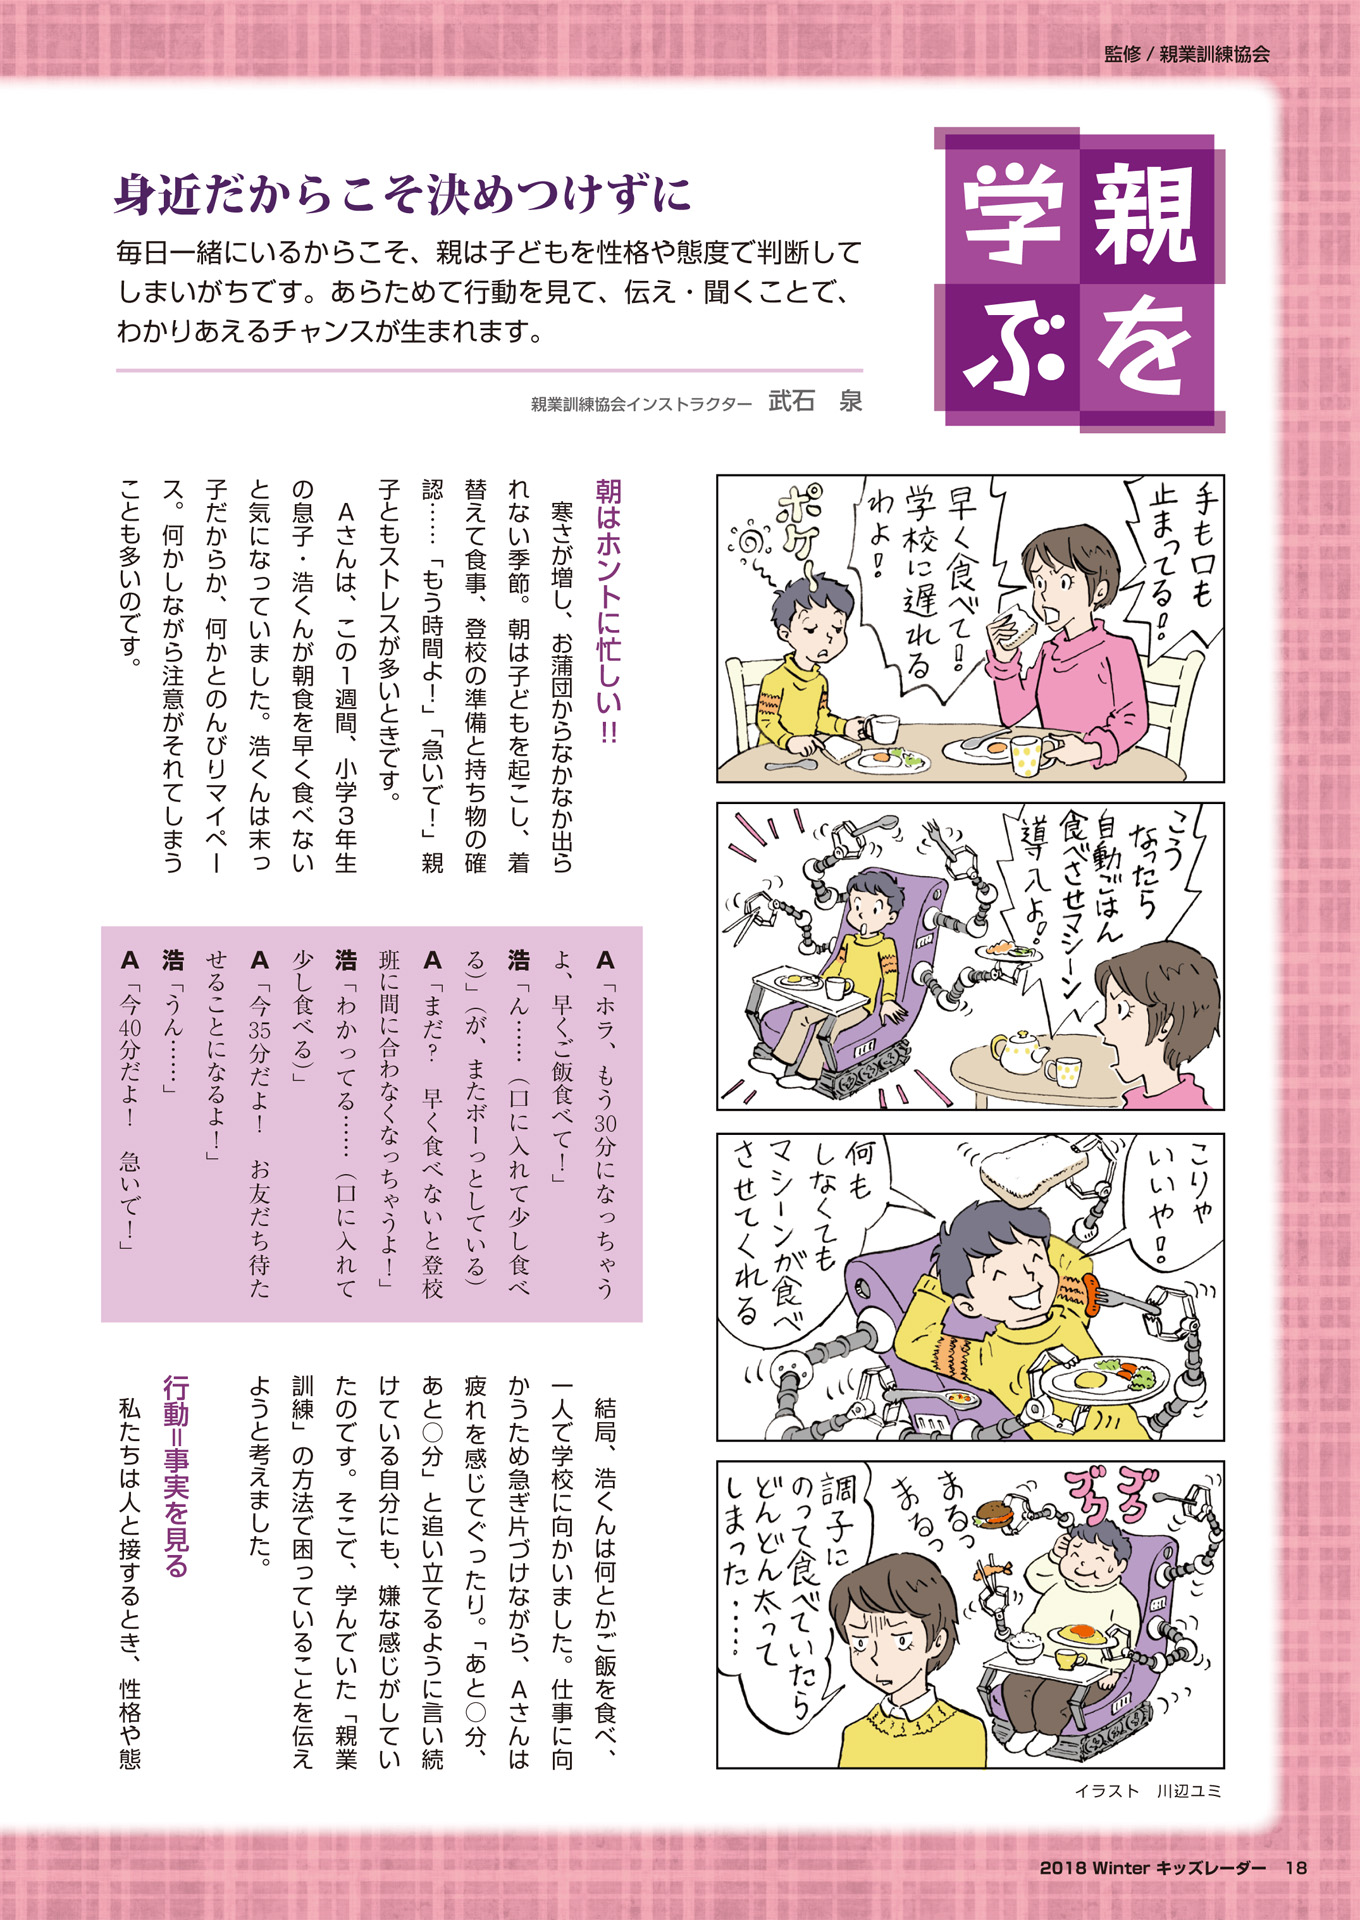 監修 / 親業訓練協会
親を
学ぶ
身近だからこそ決めつけずに
毎日一緒にいるからこそ、親は子どもを性格や態度で判断して
しまいがちです。あらためて行動を見て、伝え・聞くことで、
わかりあえるチャンスが生まれます。
親業訓練協会インストラクター 武石 泉
手も口も
止まってる!!
早く食べて!!
学校に遅れる
わよ!
ポケ〜
こう
なったら
自動ごはん
食べさせマシーン
導入よ!
こりゃ
いいや!
何も
しなくても
マシーンが食べ
させてくれる
ブクブク
まるっ
まるっ
調子に
のって食べていたら
どんどん太って
しまった……
イラスト 川辺ユミ
朝はホントに忙しい!!
寒さが増し、お蒲団からなかなか出ら
れない季節。朝は子どもを起こし、着
替えて食事、登校の準備と持ち物の確
認……「もう時間よ!」「急いで!」親
子ともストレスが多いときです。
Aさんは、この1週間、小学3年生
の息子・浩くんが朝食を早く食べない
と気になっていました。浩くんは末っ
子だからか、何かとのんびりマイペー
ス。何かしながら注意がそれてしまう
ことも多いのです。
A「ホラ、もう30分になっちゃう
よ、早くご飯食べて!」
浩「ん……(口に入れて少し食べ
る)」(が、またボーっとしている)
A「まだ? 早く食べないと登校
班に間に合わなくなっちゃうよ!」
浩「わかってる……(口に入れて
少し食べる)」
A「今35分だよ! お友だち待た
せることになるよ!」
浩「うん……」
A「今40分だよ! 急いで!」
結局、浩くんは何とかご飯を食べ、
一人で学校に向かいました。仕事に向
かうため急ぎ片づけながら、Aさんは
疲れを感じてぐったり。「あと○分、
あと○分」と追い立てるように言い続
けている自分にも、嫌な感じがしてい
たのです。そこで、学んでいた「親業
訓練」の方法で困っていることを伝え
ようと考えました。
行動=事実を見る
私たちは人と接するとき、性格や態
2018 Winter キッズレーダー 18